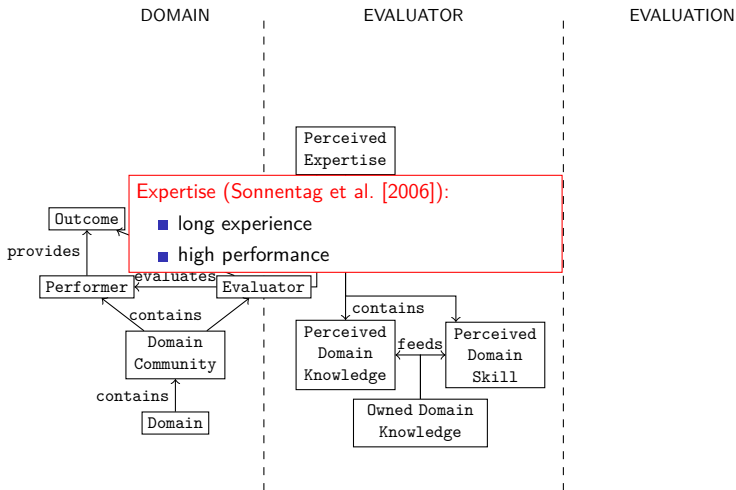 DOMAIN
EVALUATOR
EVALUATION
Perceived
Expertise
Expertise (Sonnentag et al. [2006]):
long experience
high performance
Outcome
provides
evaluates
Performer
Evaluator
contains
contains
Domain
Community
Perceived
Domain
Knowledge
feeds
Perceived
Domain
Skill
contains
Domain
Owned Domain
Knowledge